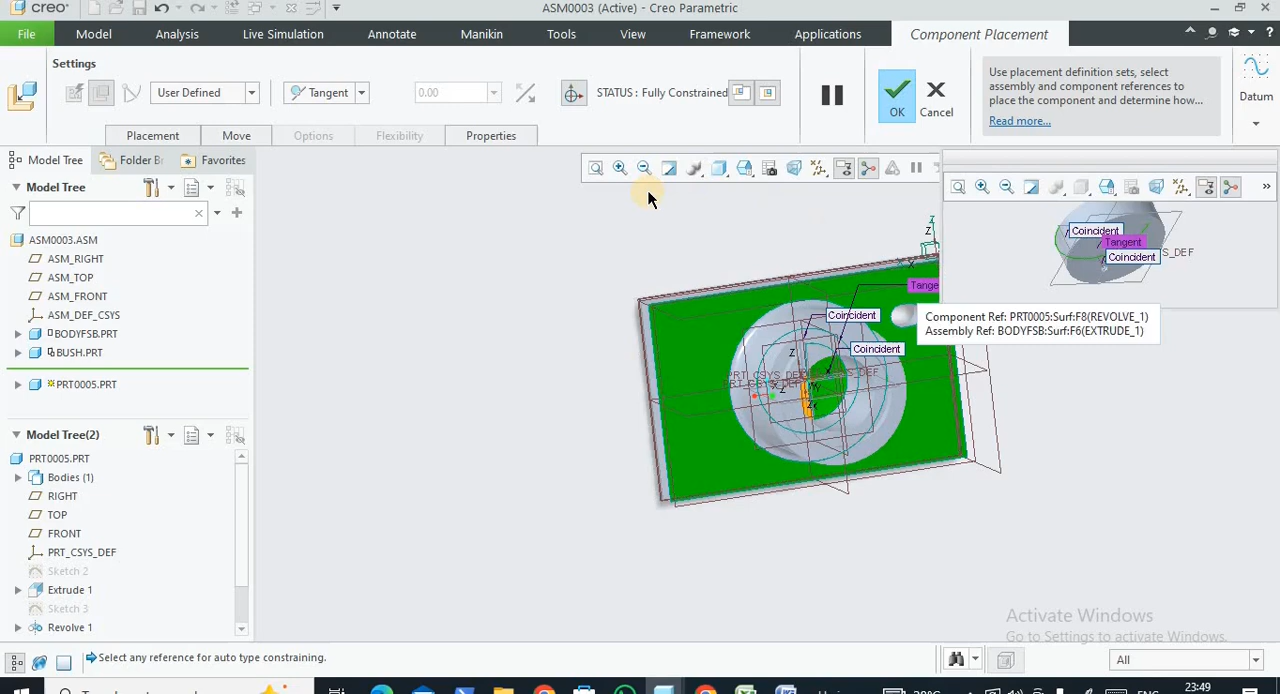 creo
ASM0003 (Active) - Creo Parametric
File Model Analysis Live Simulation Annotate Manikin Tools View Framework Applications Component Placement
Settings
User Defined Tangent 0.00 STATUS : Fully Constrained
OK Cancel
Use placement definition sets, select
assembly and component references to
place the component and determine how...
Read more...
Datum
Placement Move Options Flexibility Properties
Model Tree Folder Br Favorites
Model Tree
ASM0003.ASM
ASM_RIGHT
ASM_TOP
ASM_FRONT
ASM_DEF_CSYS
BODYFSB.PRT
BUSH.PRT
PRT0005.PRT
Model Tree(2)
PRT0005.PRT
Bodies (1)
RIGHT
TOP
FRONT
PRT_CSYS_DEF
Sketch 2
Extrude 1
Sketch 3
Revolve 1
Coincident
Tangent
Coincident
S_DEF
Z
X
Tange
Coincident
Coincident
Z
Component Ref: PRT0005:Surf:F8(REVOLVE_1)
Assembly Ref: BODYFSB:Surf:F6(EXTRUDE_1)
Activate Windows
Go to Settings to activate Windows.
Select any reference for auto type constraining.
All
23:49
ENG